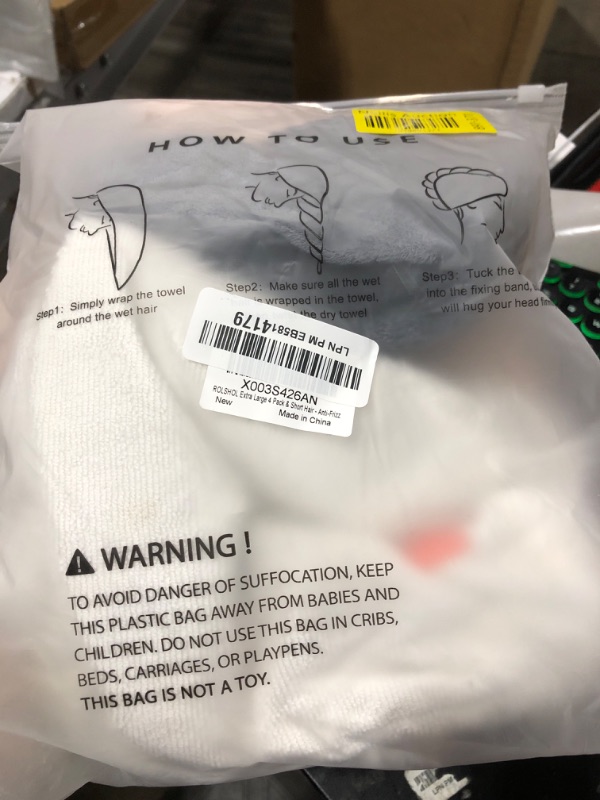 HOW TO USE
Step1: Simply wrap the towel
around the wet hair
Step2: Make sure all the wet
is wrapped in the towel,
the dry towel
Step3: Tuck the
into the fixing band,
will hug your head
LPN PM EB5814179
X003S426AN
ROLSHOL Extra Large 4 Pack & Short Hair - Anti-Frizz
New
Made in China
WARNING !
TO AVOID DANGER OF SUFFOCATION, KEEP
THIS PLASTIC BAG AWAY FROM BABIES AND
CHILDREN. DO NOT USE THIS BAG IN CRIBS,
BEDS, CARRIAGES, OR PLAYPENS.
THIS BAG IS NOT A TOY.